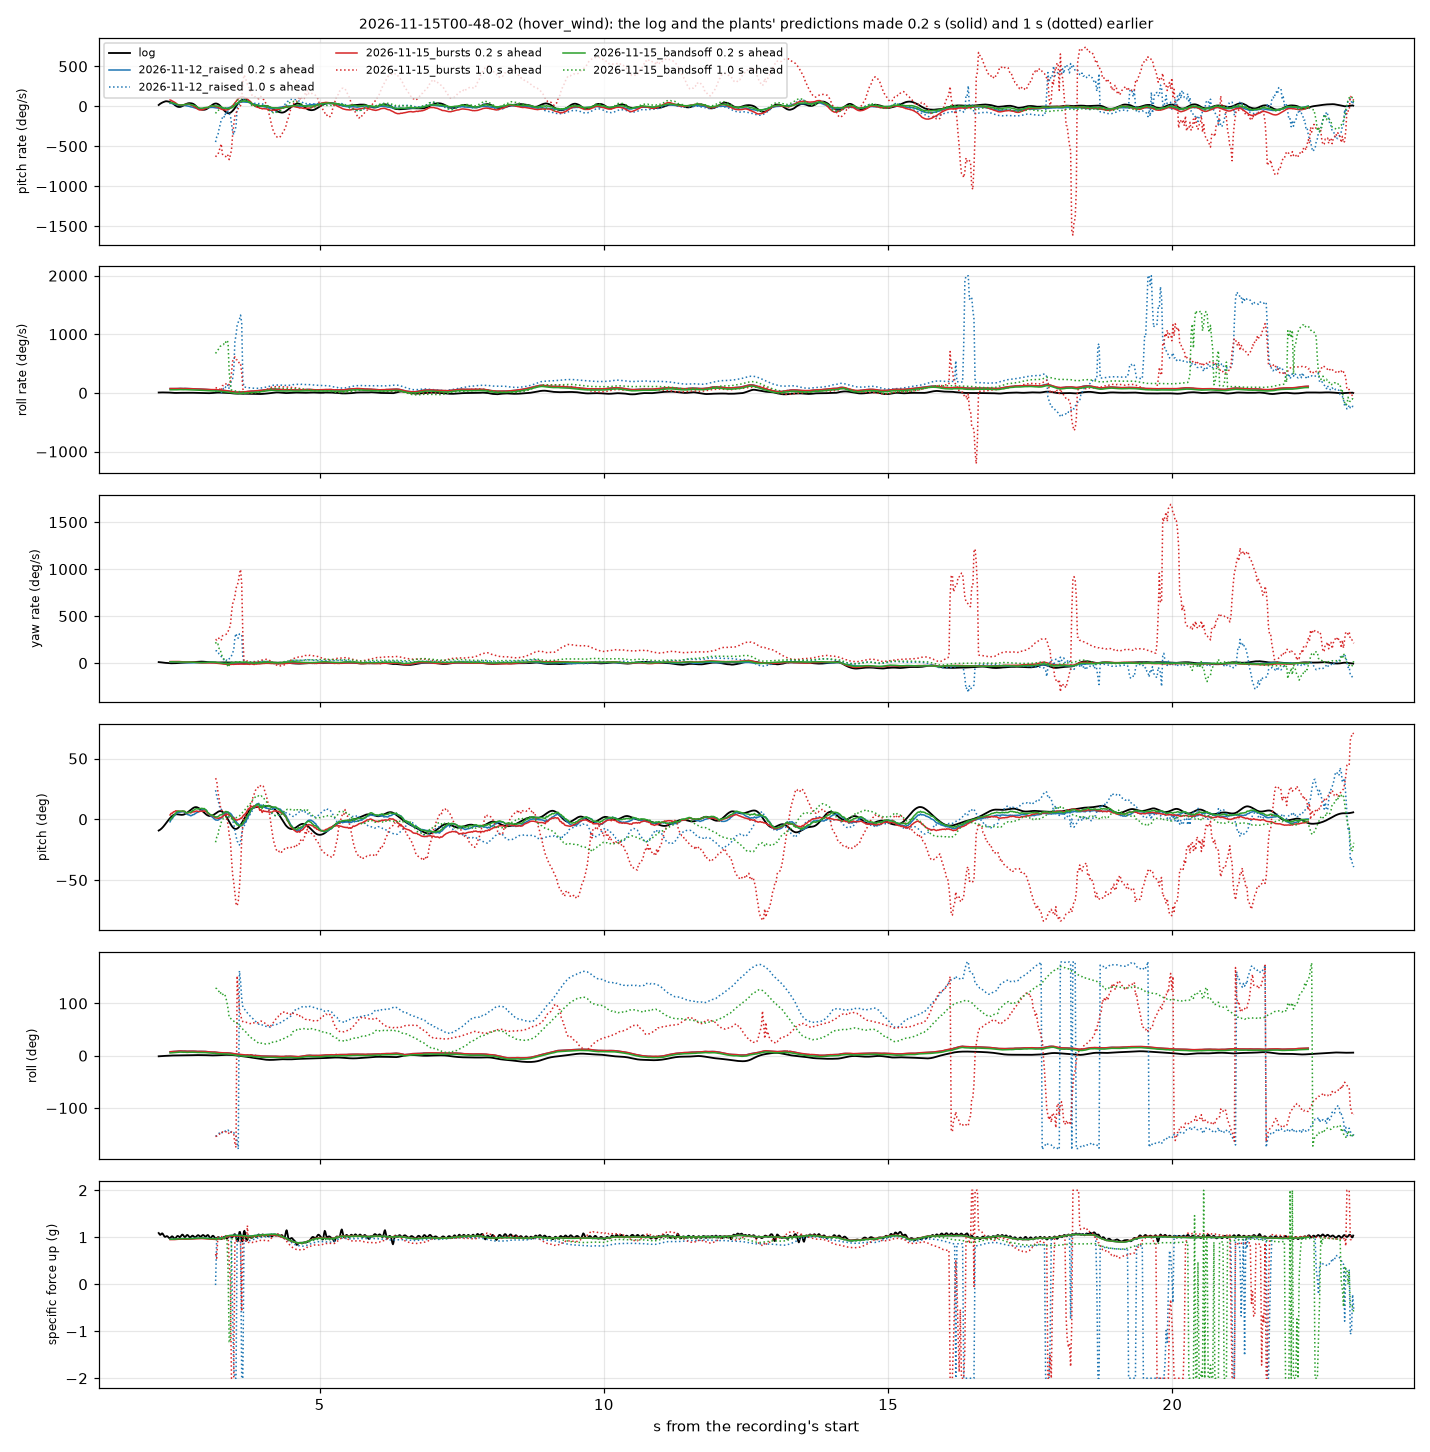 2026-11-15T00-48-02 (hover_wind): the log and the plants' predictions made 0.2 s (solid) and 1 s (dotted) earlier
log
2026-11-12_raised 0.2 s ahead
2026-11-12_raised 1.0 s ahead
2026-11-15_bursts 0.2 s ahead
2026-11-15_bursts 1.0 s ahead
2026-11-15_bandsoff 0.2 s ahead
2026-11-15_bandsoff 1.0 s ahead
pitch rate (deg/s)
500
0
−500
−1000
−1500
roll rate (deg/s)
2000
1000
0
−1000
yaw rate (deg/s)
1500
1000
500
0
pitch (deg)
50
0
−50
roll (deg)
100
0
−100
specific force up (g)
2
1
0
−1
−2
5
10
15
20
s from the recording's start